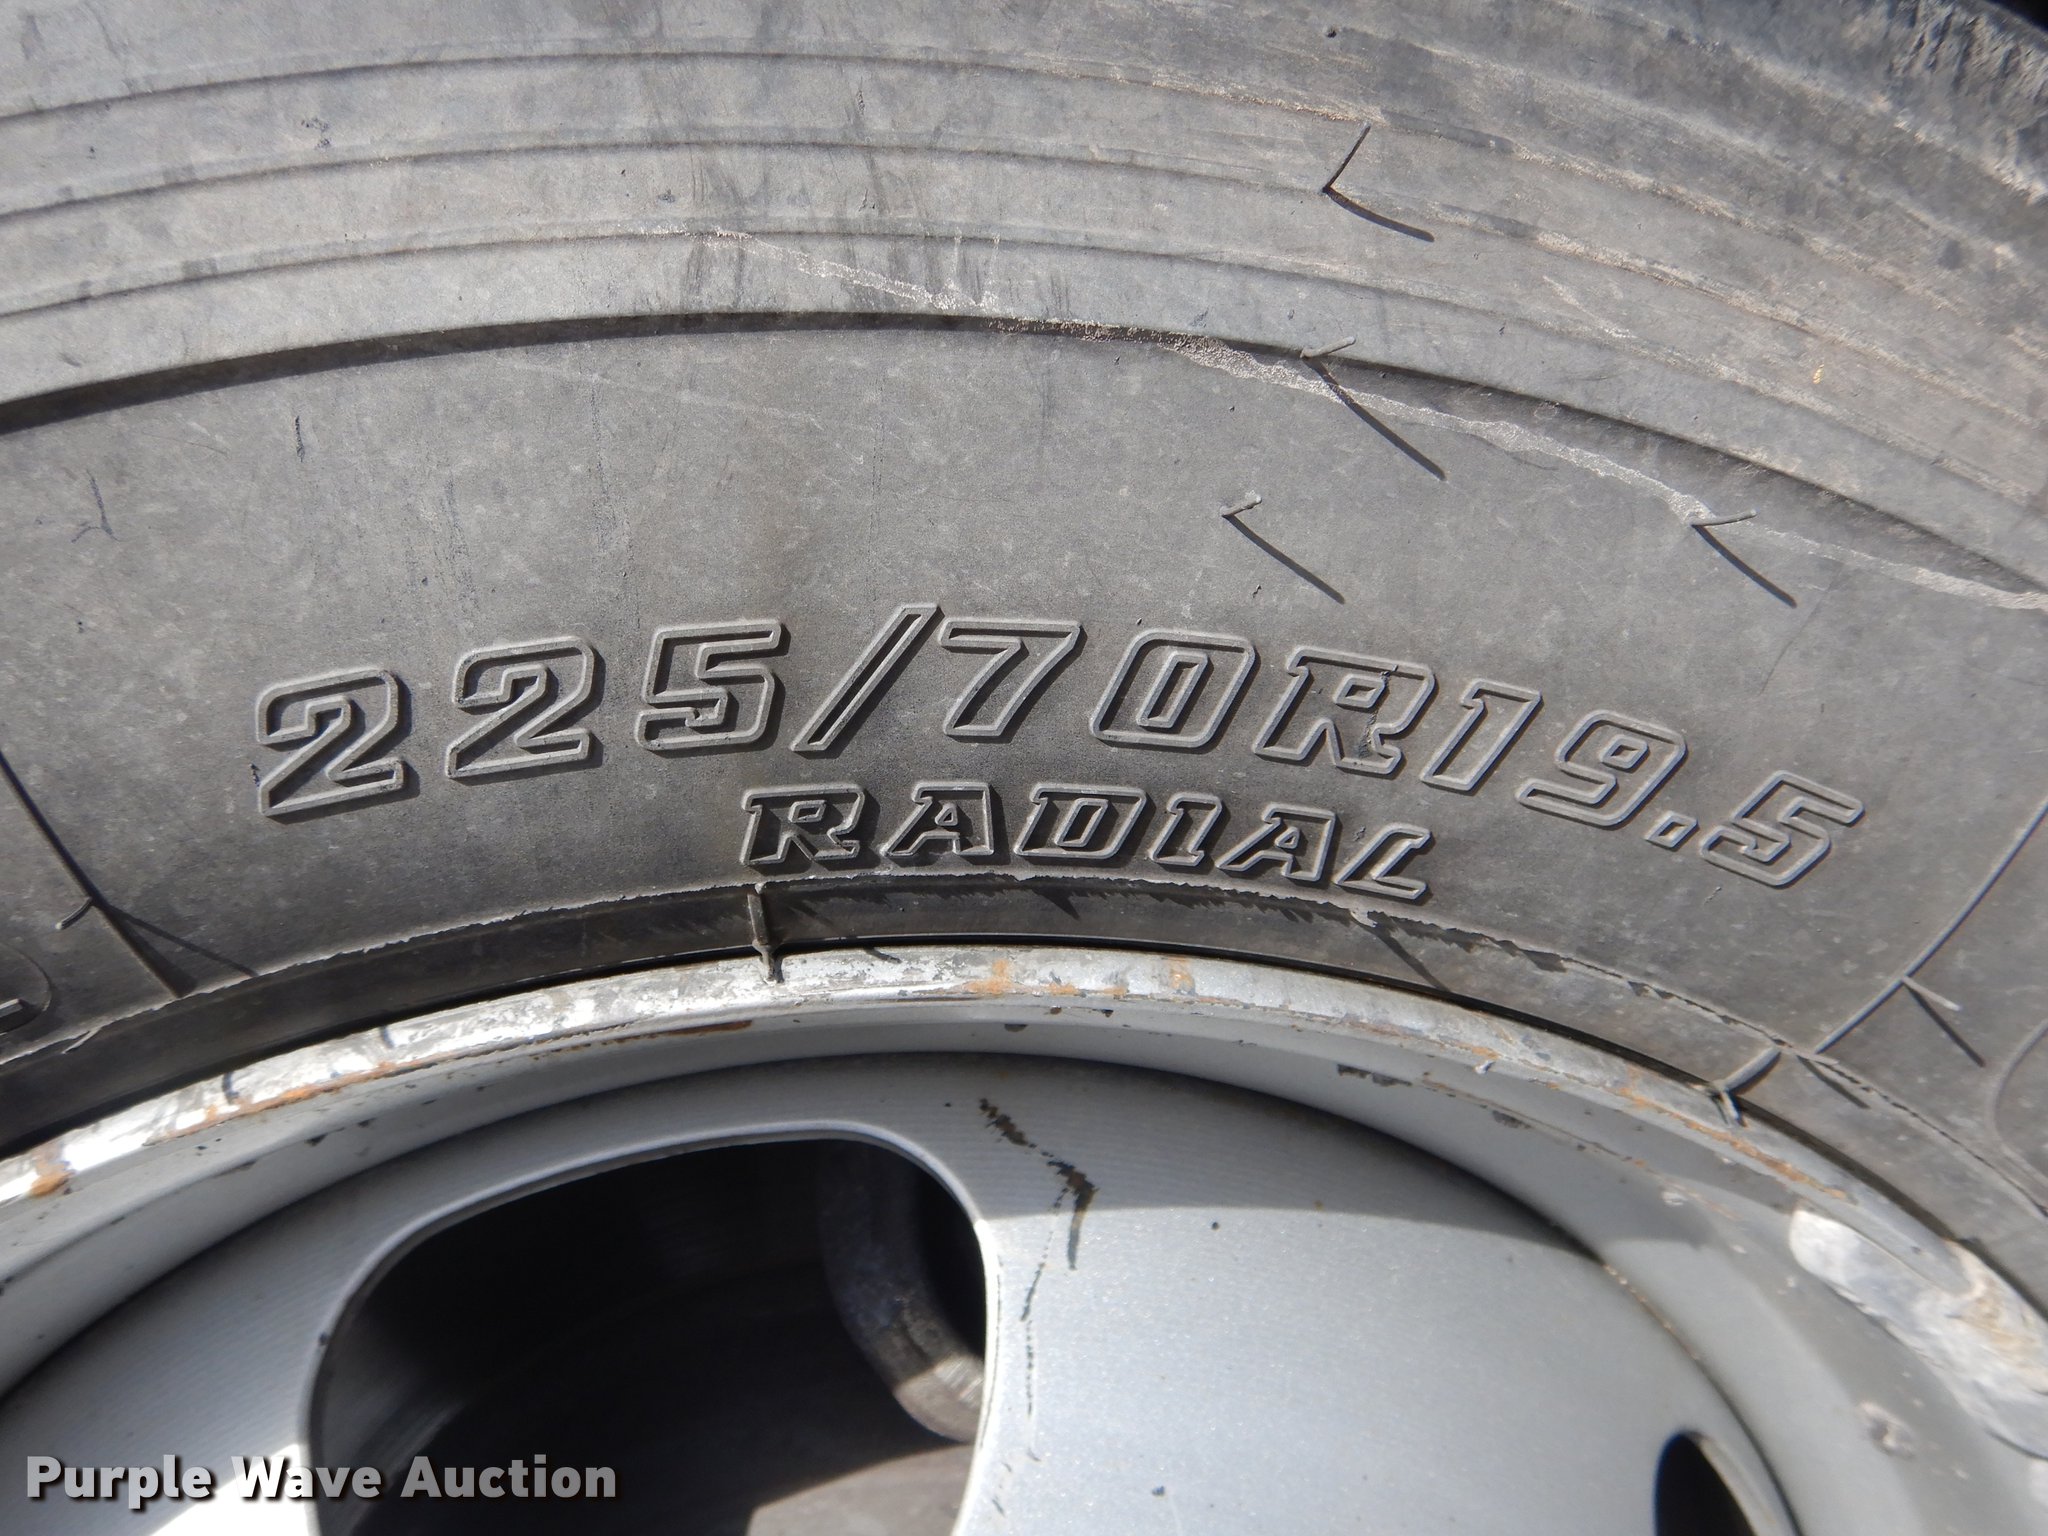 225/70R19.5
RADIAL
Purple Wave Auction